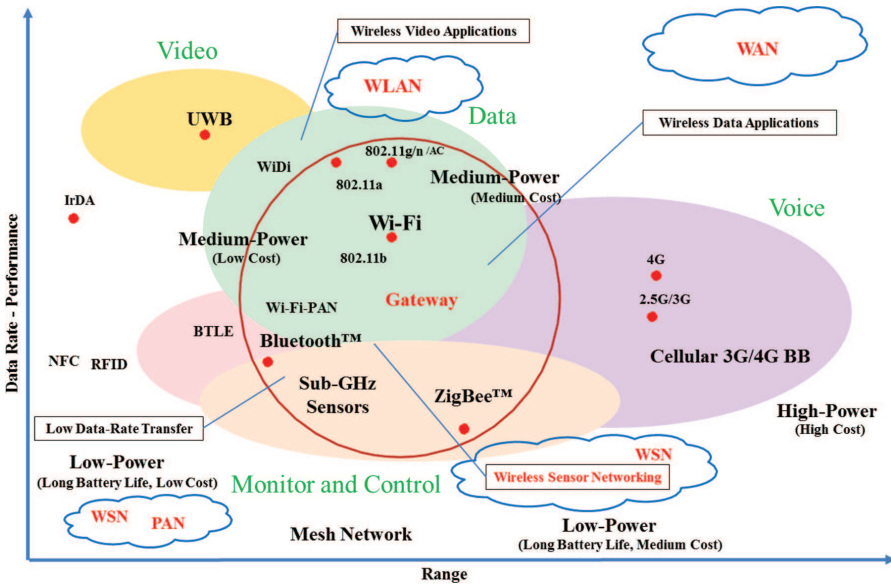 Wireless Video Applications
Video
WLAN
WAN
UWB
Data
Wireless Data Applications
802.11g/n /AC
WiDi
802.11a
Medium-Power
(Medium Cost)
IrDA
Wi-Fi
Voice
Medium-Power
(Low Cost)
802.11b
4G
Gateway
2.5G/3G
Wi-Fi-PAN
BTLE
Bluetooth™
NFC
RFID
Cellular 3G/4G BB
Sub-GHz
Sensors
ZigBee™
High-Power
(High Cost)
Low Data-Rate Transfer
WSN
Low-Power
(Long Battery Life, Low Cost)
Monitor and Control
Wireless Sensor Networking
WSN
PAN
Mesh Network
Low-Power
(Long Battery Life, Medium Cost)
Range
Data Rate - Performance